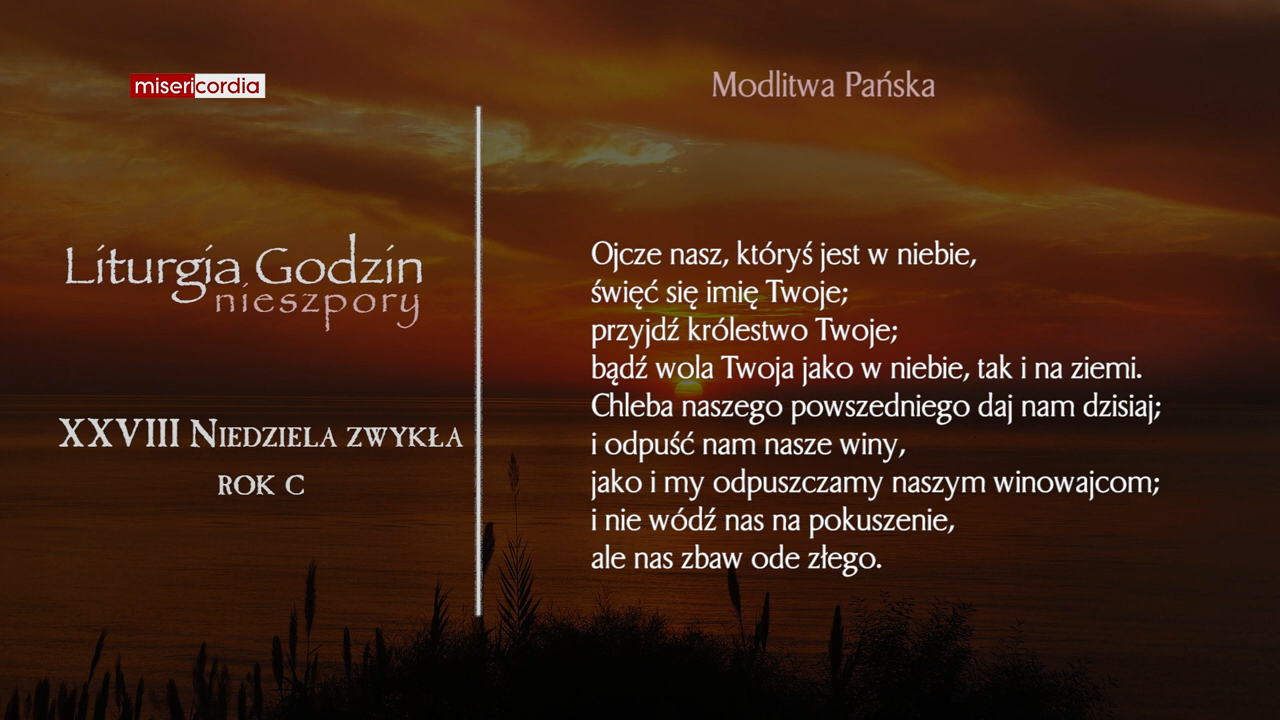 misericordia
Liturgia Godzin
nieszpory
XXVIII Niedziela zwykła
rok C
Modlitwa Pańska
Ojcze nasz, któryś jest w niebie,
święć się imię Twoje;
przyjdź królestwo Twoje;
bądź wola Twoja jako w niebie, tak i na ziemi.
Chleba naszego powszedniego daj nam dzisiaj;
i odpuść nam nasze winy,
jako i my odpuszczamy naszym winowajcom;
i nie wódź nas na pokuszenie,
ale nas zbaw ode złego.